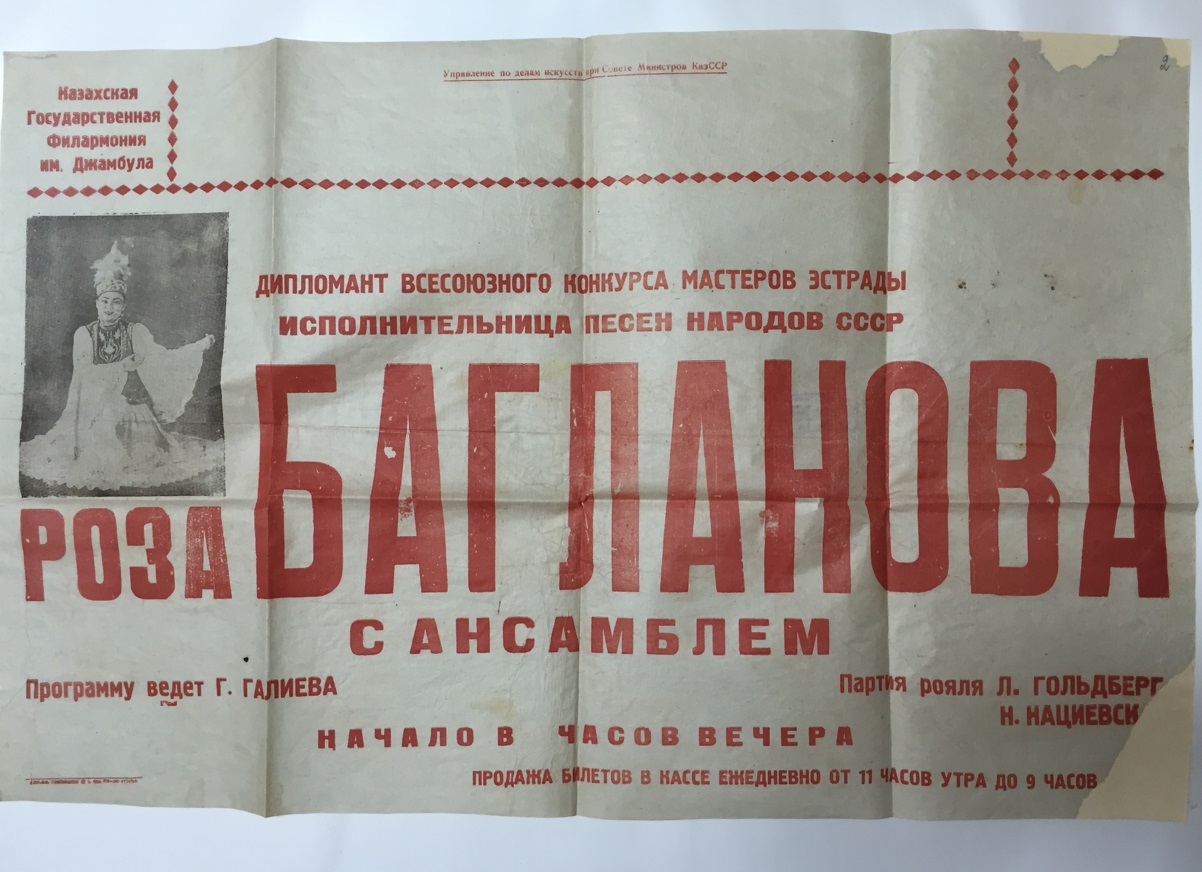 Управление по делам искусств при Совете Министров КазССР
2
Казахская
Государственная
Филармония
им. Джамбула
ДИПЛОМАНТ ВСЕСОЮЗНОГО КОНКУРСА МАСТЕРОВ ЭСТРАДЫ
ИСПОЛНИТЕЛЬНИЦА ПЕСЕН НАРОДОВ СССР
РОЗА БАГЛАНОВА
С АНСАМБЛЕМ
Программу ведет Г. ГАЛИЕВА
Партия рояля Л. ГОЛЬДБЕРГ
Н. НАЦИЕВСК
НАЧАЛО В ЧАСОВ ВЕЧЕРА
ПРОДАЖА БИЛЕТОВ В КАССЕ ЕЖЕДНЕВНО ОТ 11 ЧАСОВ УТРА ДО 9 ЧАСОВ